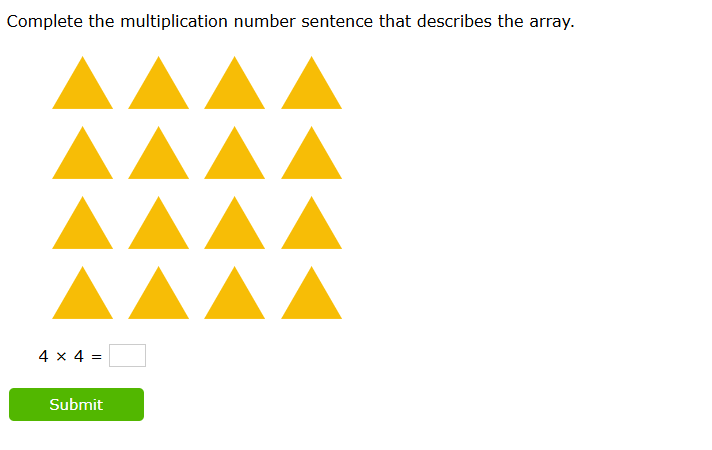 Complete the multiplication number sentence that describes the array.
4 × 4 =
Submit